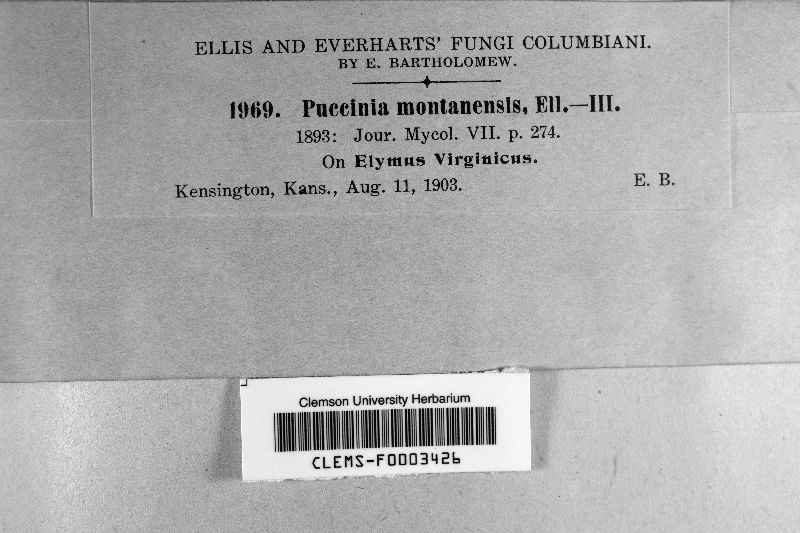 ELLIS AND EVERHARTS' FUNGI COLUMBIANI.
BY E. BARTHOLOMEW.
1969. Puccinia montanensis, Ell.—III.
1893: Jour. Mycol. VII. p. 274.
On Elymus Virginicus.
Kensington, Kans., Aug. 11, 1903. E. B.
Clemson University Herbarium
CLEMS-F0003426